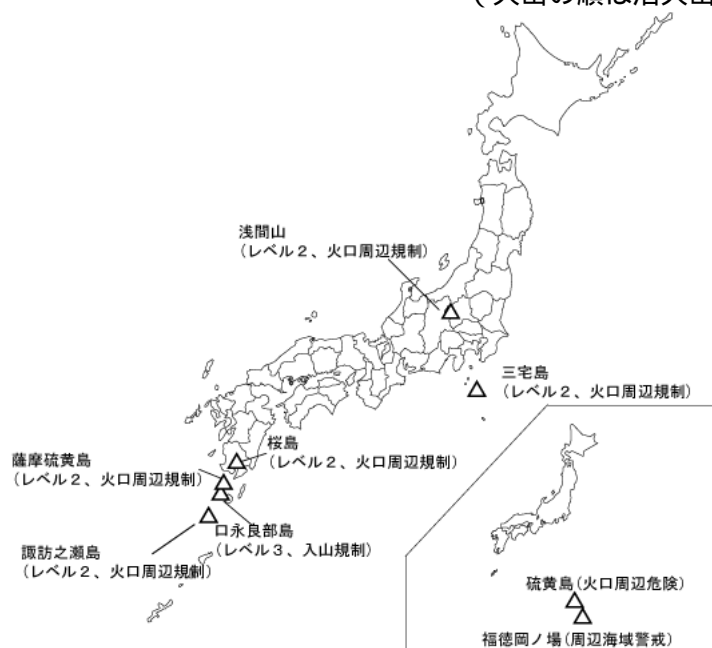 浅間山
(レベル２、火口周辺規制)
三宅島
(レベル２、火口周辺規制)
桜島
(レベル２、火口周辺規制)
薩摩硫黄島
(レベル２、火口周辺規制)
口永良部島
(レベル３、入山規制)
諏訪之瀬島
(レベル２、火口周辺規制)
硫黄島(火口周辺危険)
福徳岡ノ場(周辺海域警戒)